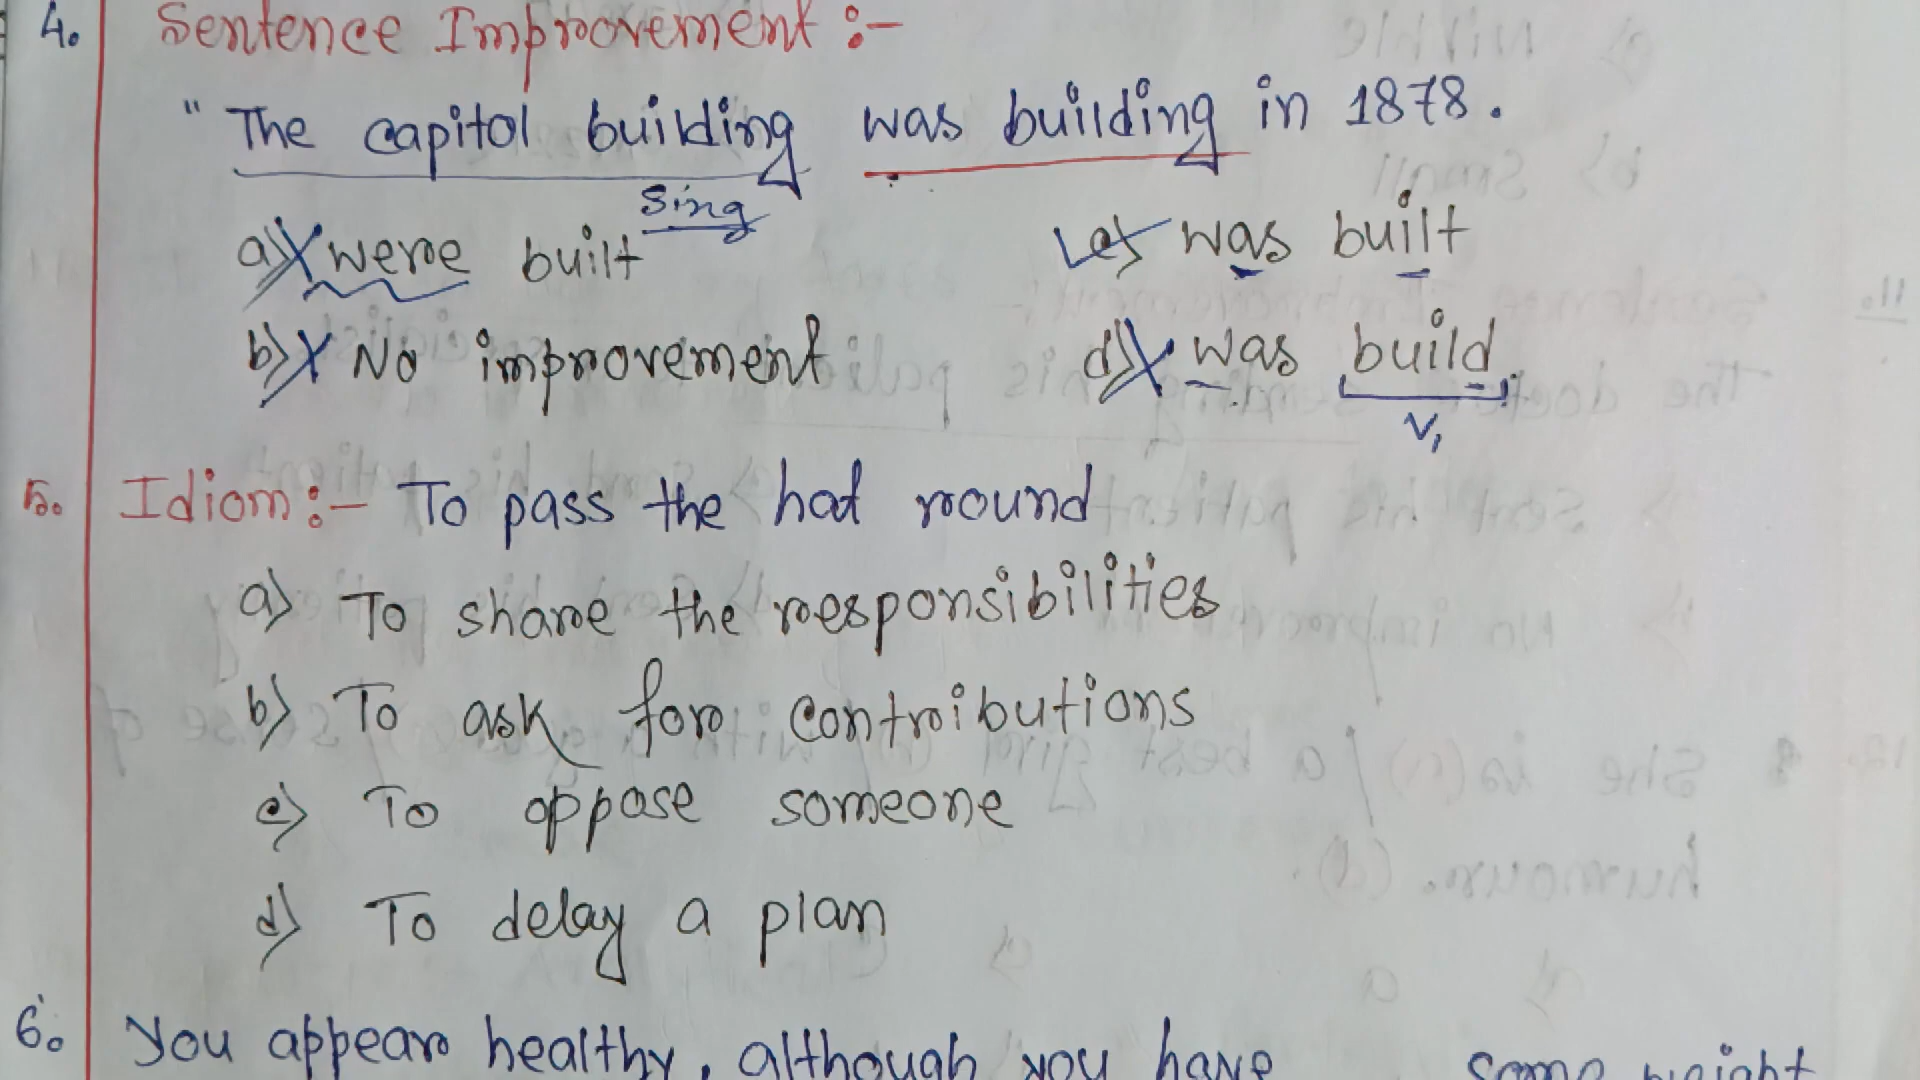 4. Sentence Improvement :-
" The capitol building was building in 1878.
Sing
a) were built c) was built
b) No improvement d) was build
V1
5. Idiom :- To pass the hat round
a) To share the responsibilities
b) To ask for contributions
c) To oppose someone
d) To delay a plan
6. You appear healthy, although you have some weight